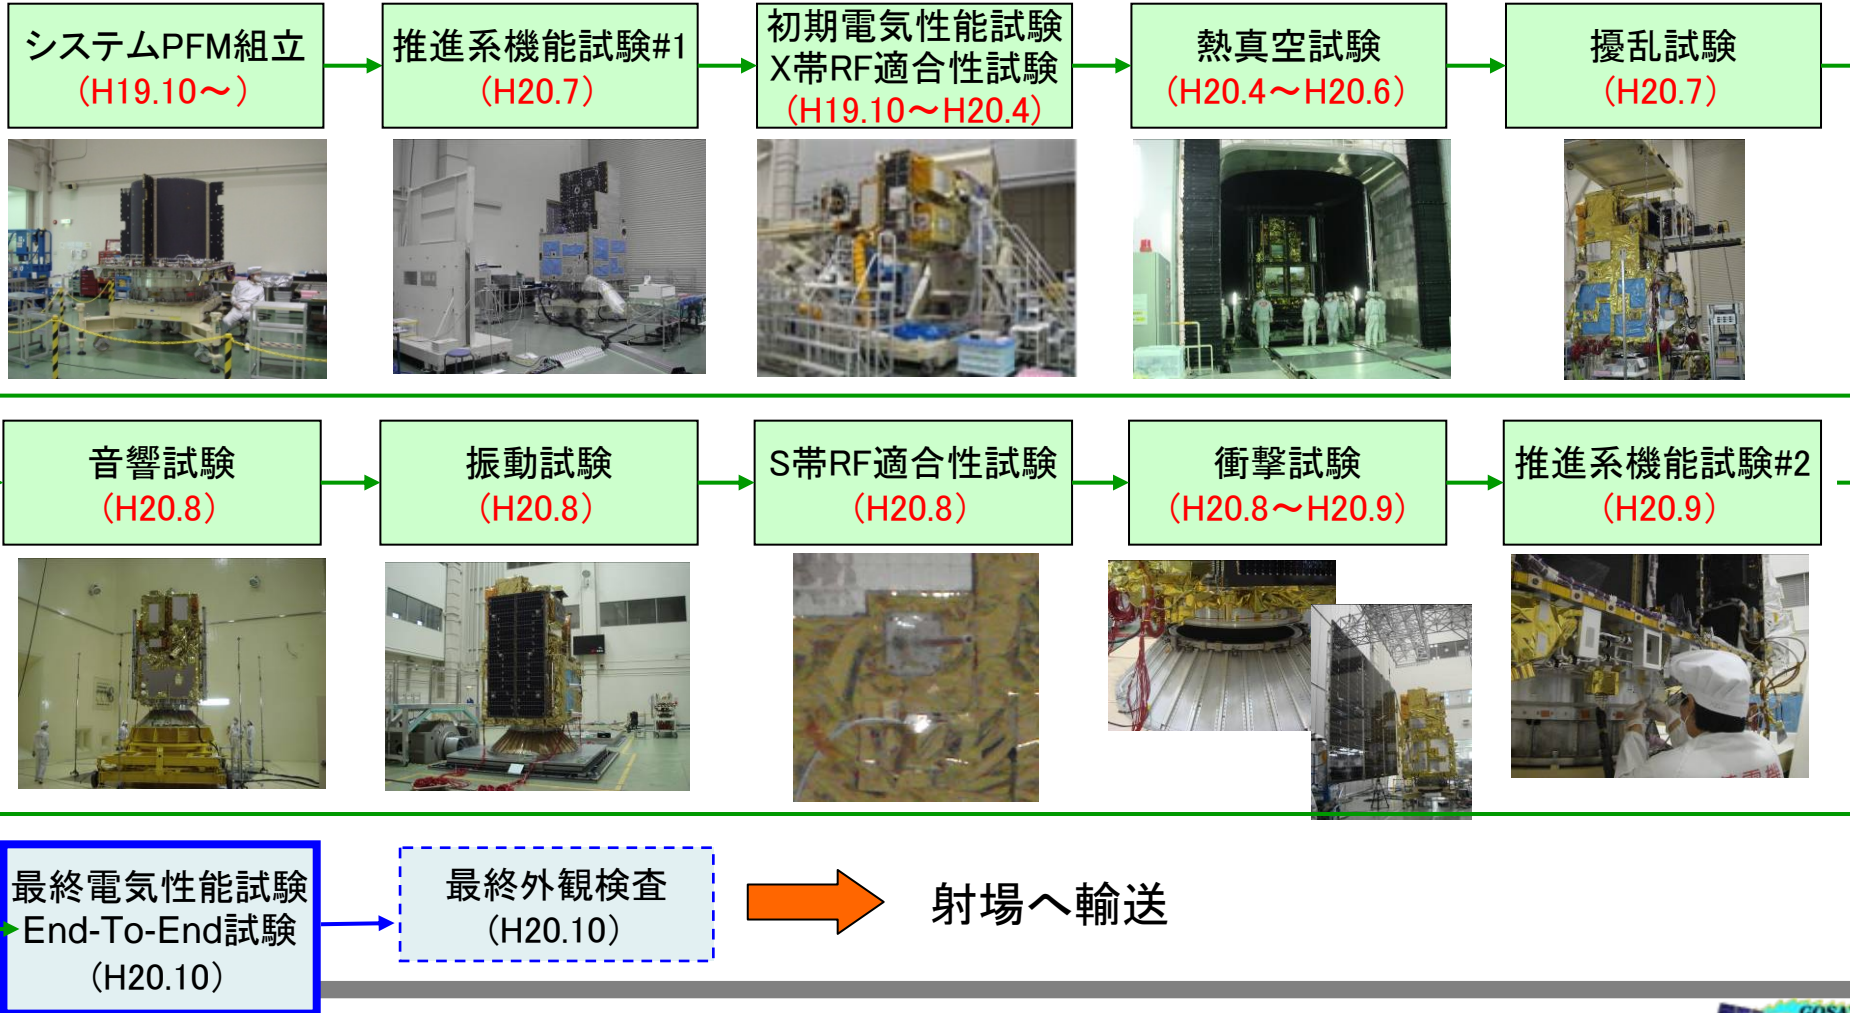 システムPFM組立
(H19.10～)
推進系機能試験#1
(H20.7)
初期電気性能試験
X帯RF適合性試験
(H19.10～H20.4)
熱真空試験
(H20.4～H20.6)
擾乱試験
(H20.7)
音響試験
(H20.8)
振動試験
(H20.8)
S帯RF適合性試験
(H20.8)
衝撃試験
(H20.8～H20.9)
推進系機能試験#2
(H20.9)
最終電気性能試験
End-To-End試験
(H20.10)
最終外観検査
(H20.10)
射場へ輸送